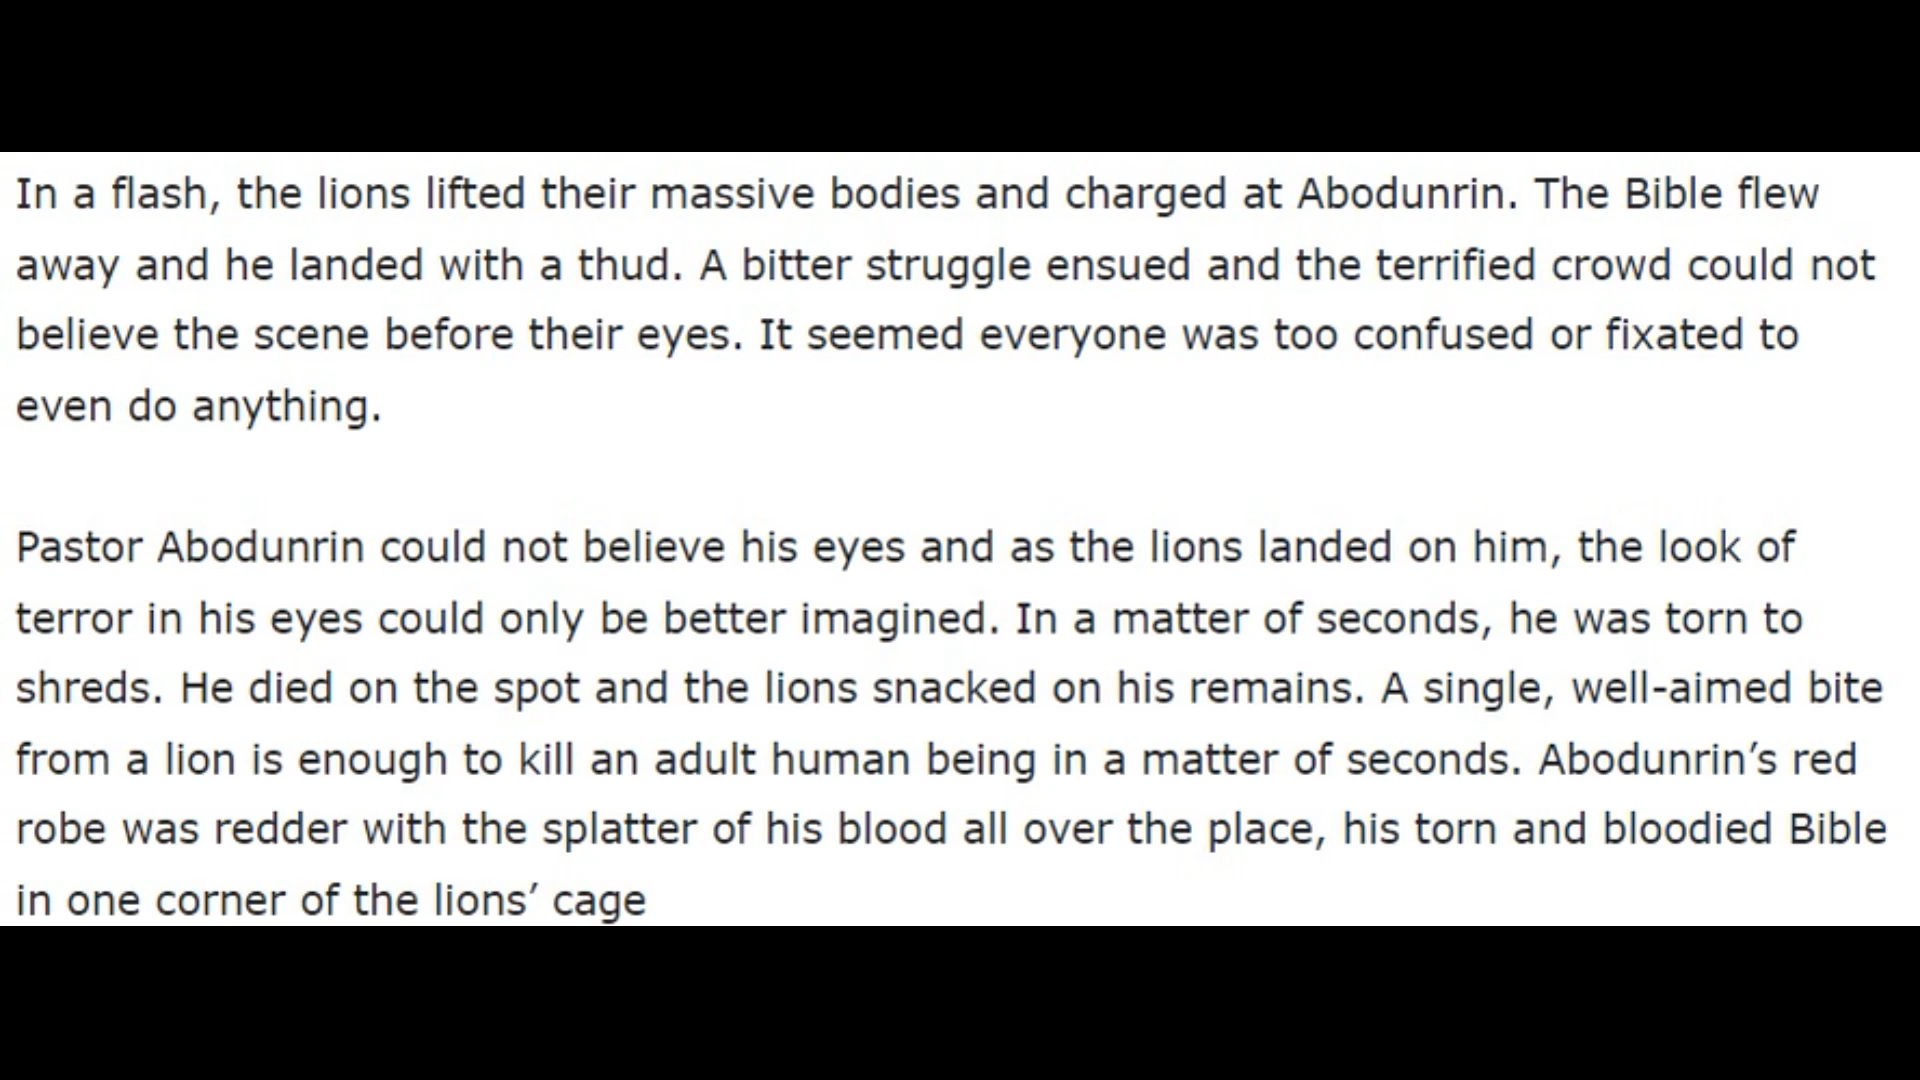 In a flash, the lions lifted their massive bodies and charged at Abodunrin. The Bible flew
away and he landed with a thud. A bitter struggle ensued and the terrified crowd could not
believe the scene before their eyes. It seemed everyone was too confused or fixated to
even do anything.
Pastor Abodunrin could not believe his eyes and as the lions landed on him, the look of
terror in his eyes could only be better imagined. In a matter of seconds, he was torn to
shreds. He died on the spot and the lions snacked on his remains. A single, well-aimed bite
from a lion is enough to kill an adult human being in a matter of seconds. Abodunrin’s red
robe was redder with the splatter of his blood all over the place, his torn and bloodied Bible
in one corner of the lions’ cage